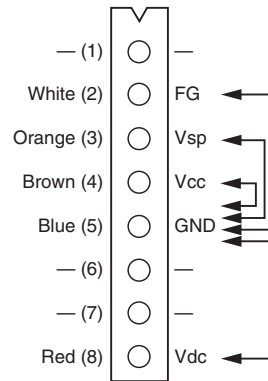 — (1) —
White (2) FG
Orange (3) Vsp
Brown (4) Vcc
Blue (5) GND
— (6) —
— (7) —
Red (8) Vdc